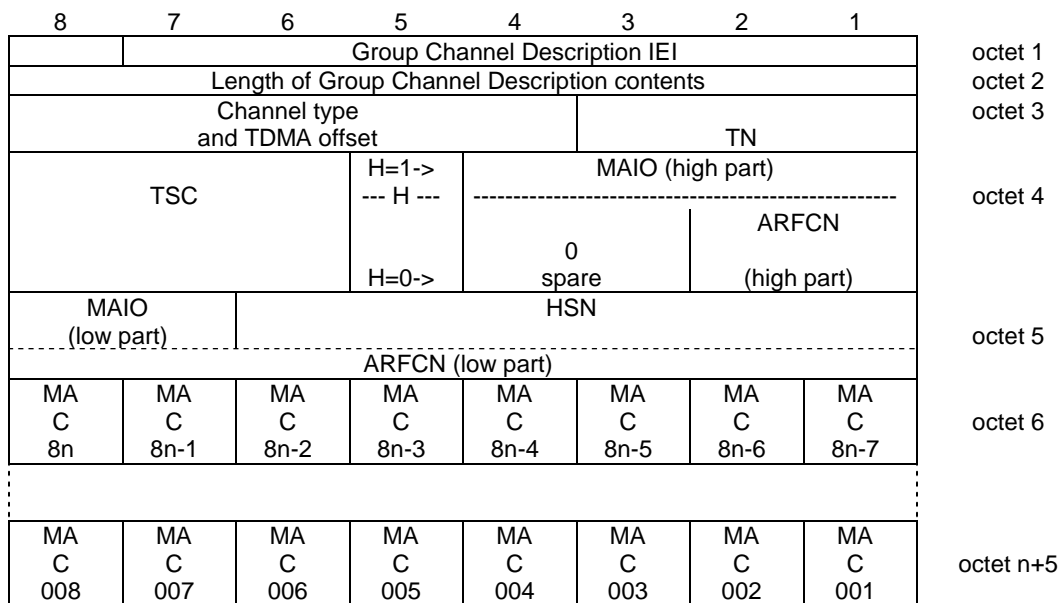 8 7 6 5 4 3 2 1
Group Channel Description IEI octet 1
Length of Group Channel Description contents octet 2
Channel type octet 3
and TDMA offset TN
H=1-> MAIO (high part)
TSC --- H --- ------------------------------------------------------ octet 4
ARFCN
0
H=0-> spare (high part)
MAIO HSN
(low part) octet 5
ARFCN (low part)
MA MA MA MA MA MA MA MA
C C C C C C C C octet 6
8n 8n-1 8n-2 8n-3 8n-4 8n-5 8n-6 8n-7
MA MA MA MA MA MA MA MA
C C C C C C C C octet n+5
008 007 006 005 004 003 002 001